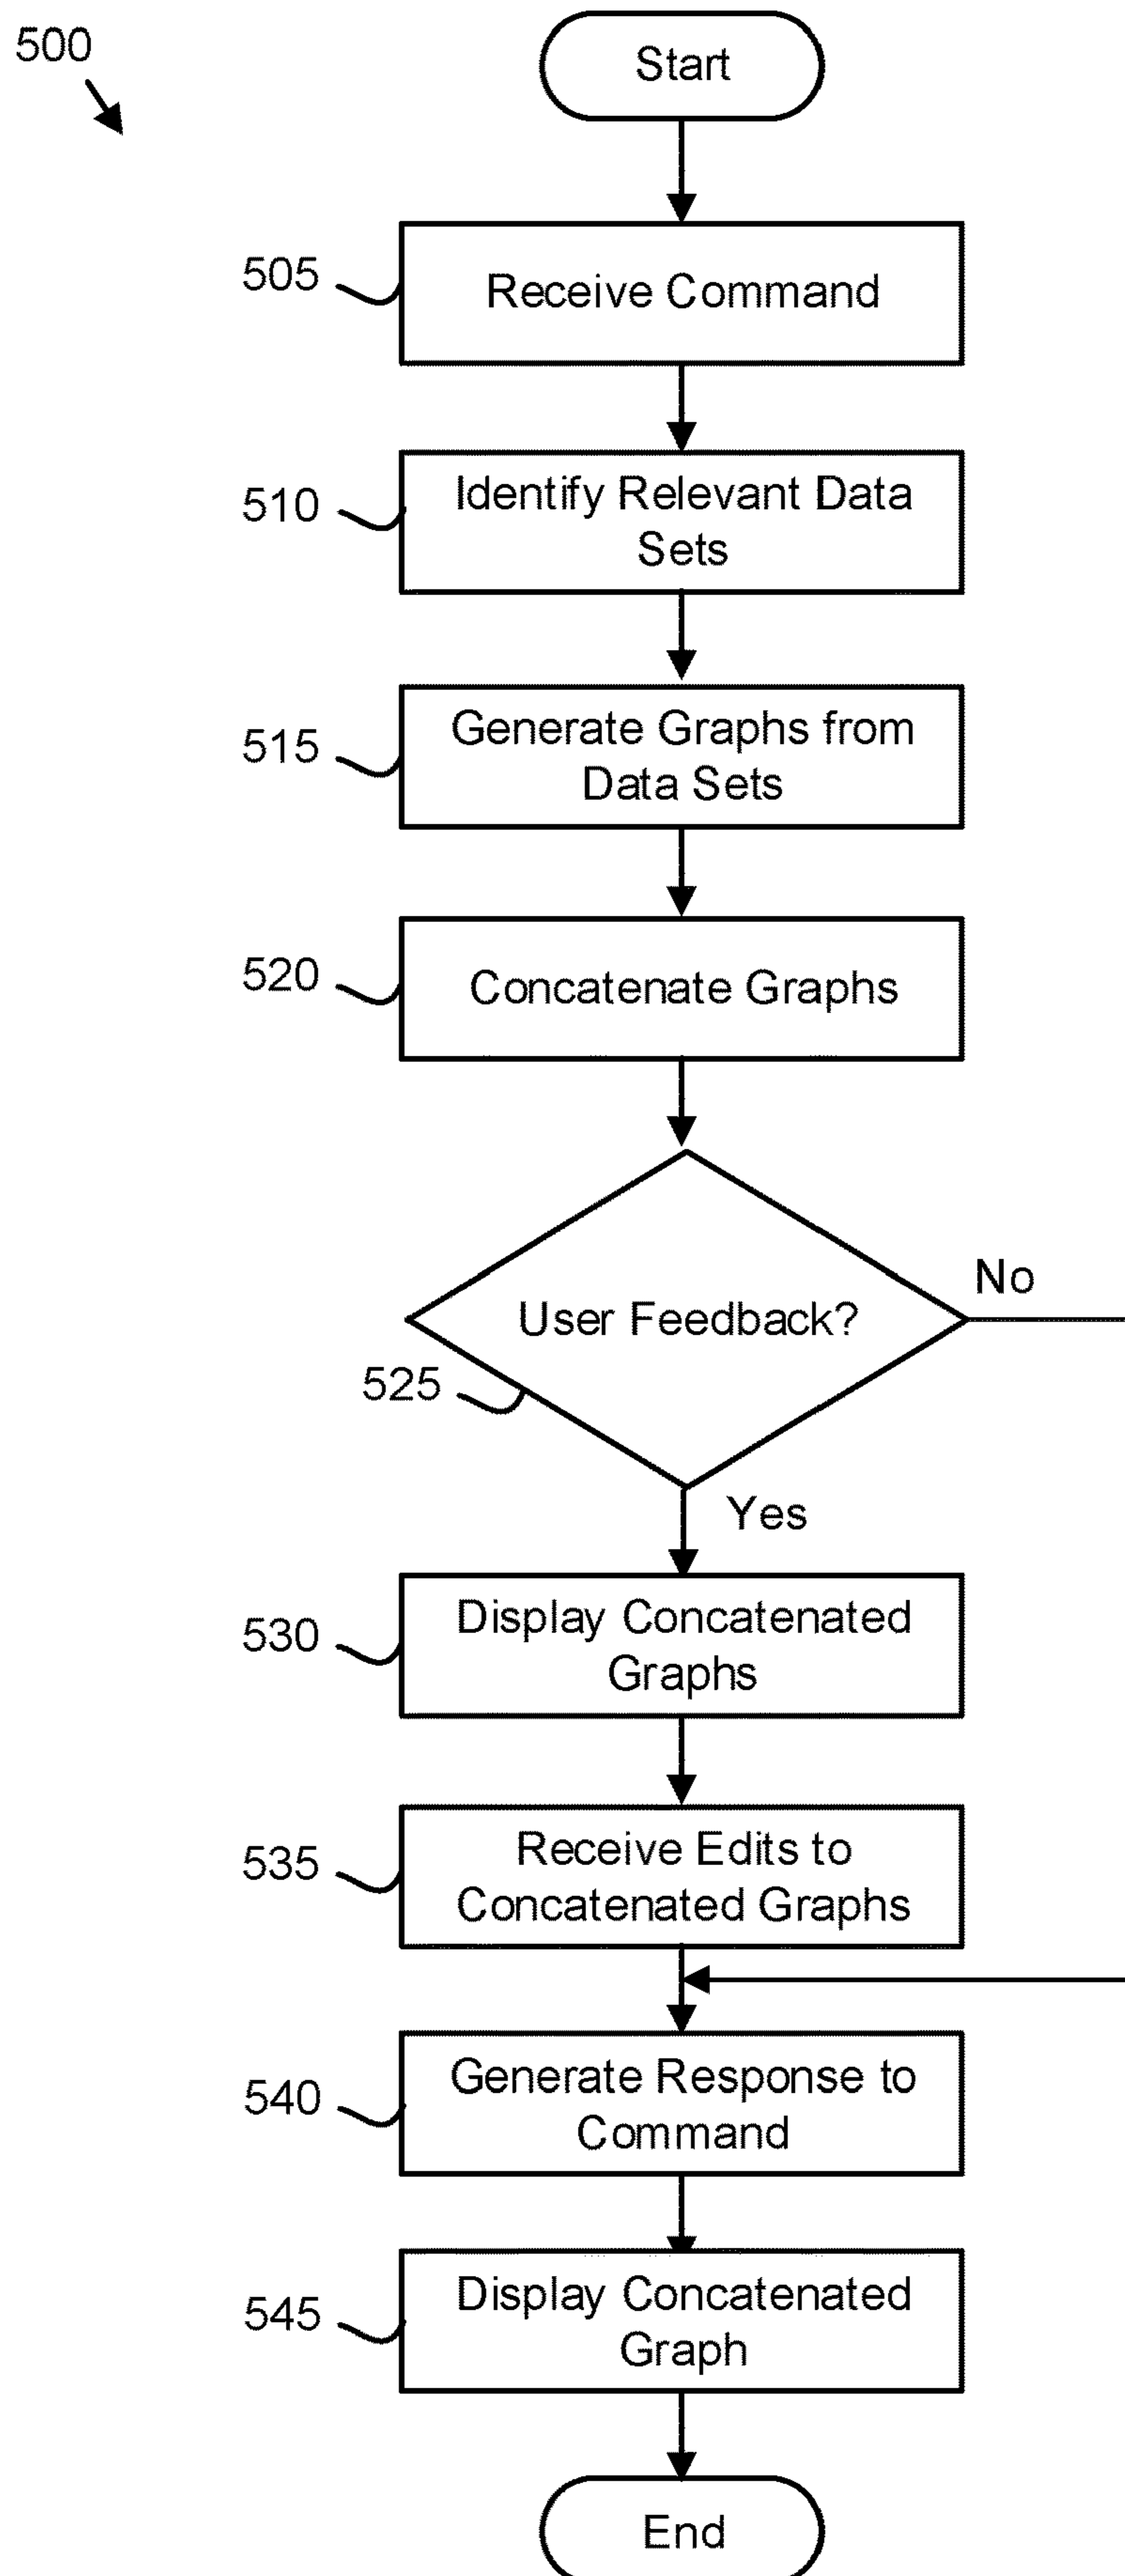 500
Start
505
Receive Command
510
Identify Relevant Data
Sets
515
Generate Graphs from
Data Sets
520
Concatenate Graphs
No
User Feedback?
525
Yes
530
Display Concatenated
Graphs
535
Receive Edits to
Concatenated Graphs
540
Generate Response to
Command
545
Display Concatenated
Graph
End